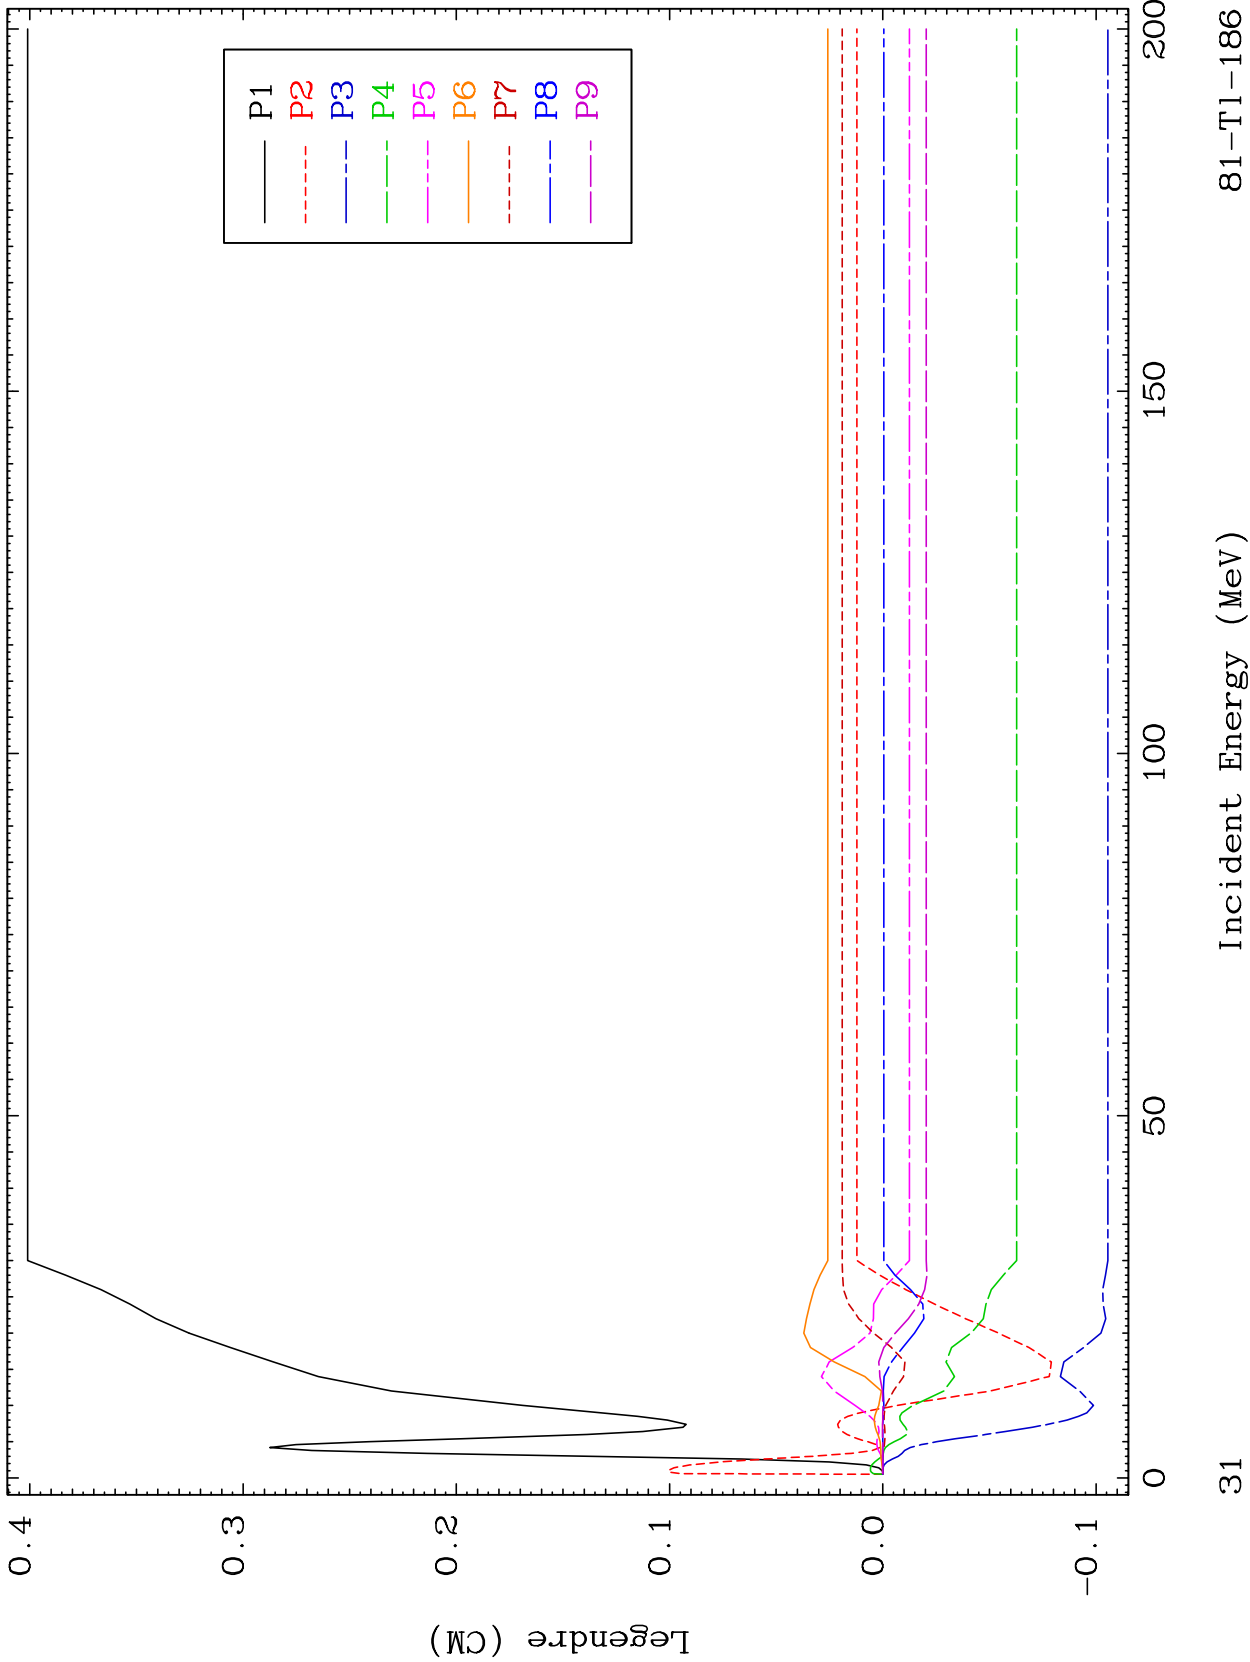 Legendre (CM)
0.4
0.3
0.2
0.1
0.0
-0.1
P1
P2
P3
P4
P5
P6
P7
P8
P9
0
50
100
150
200
Incident Energy (MeV)
31
81-Tl-186